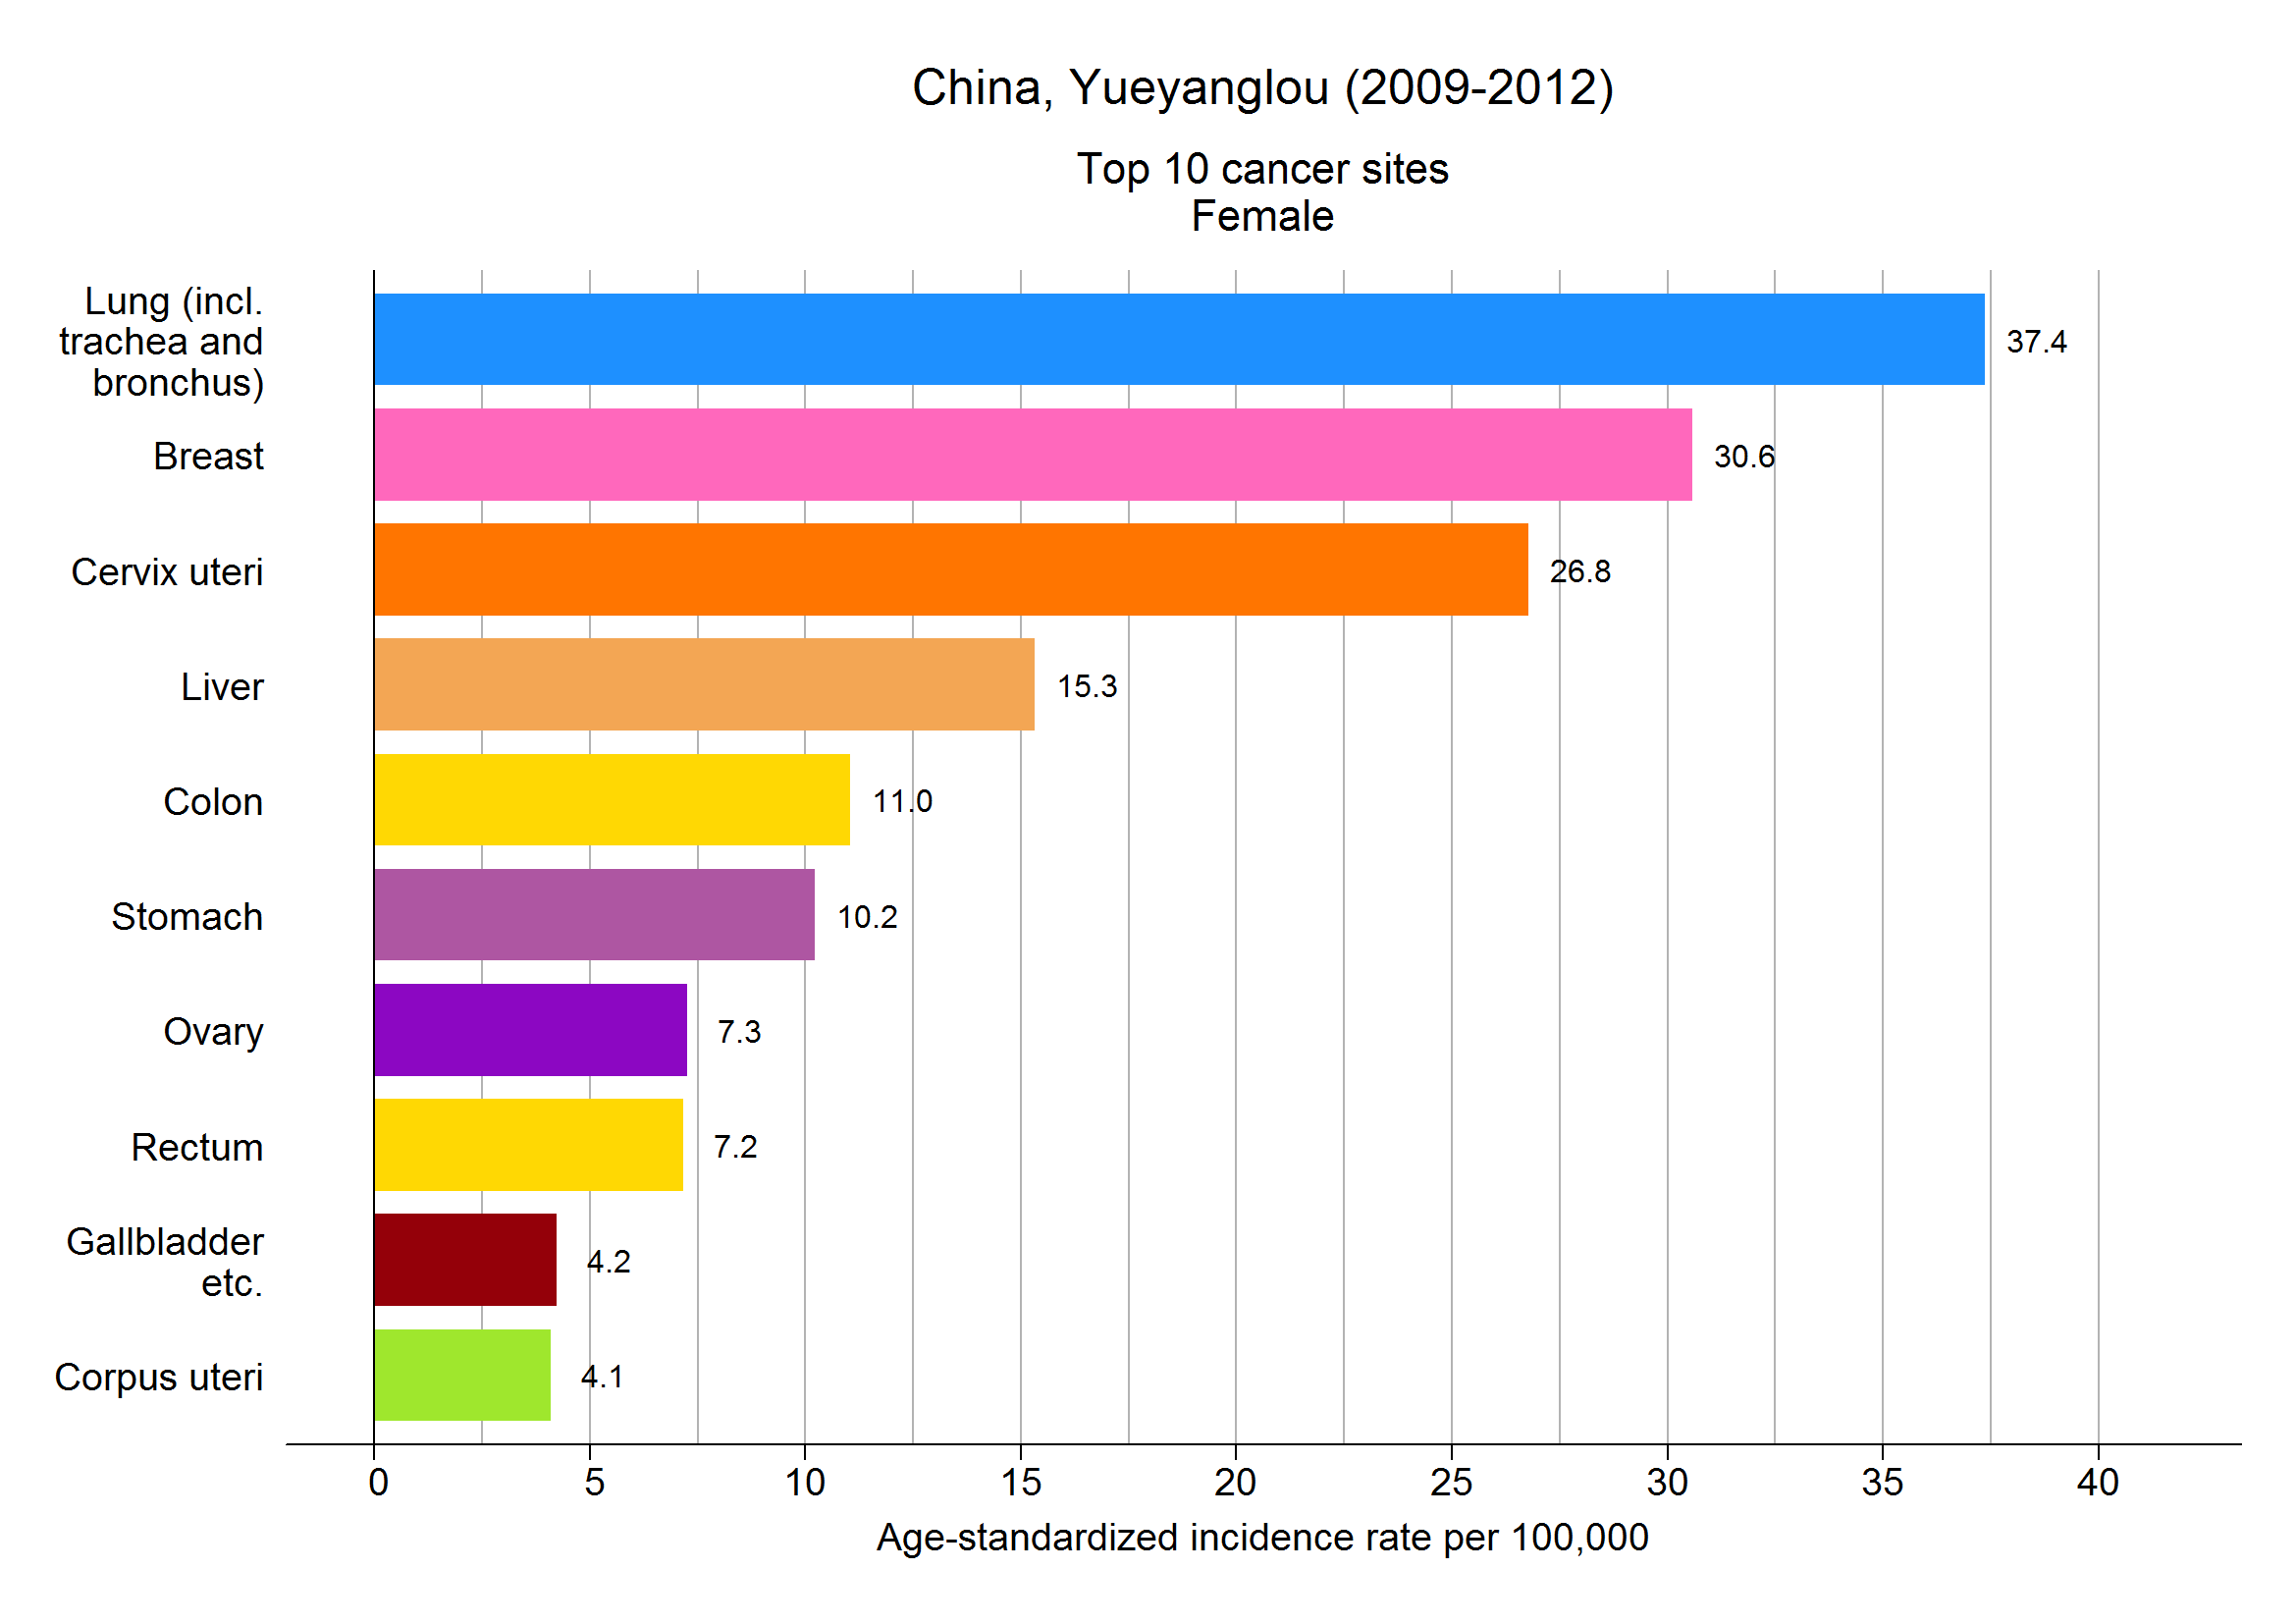 China, Yueyanglou (2009-2012)
Top 10 cancer sites
Female
Lung (incl.
trachea and
bronchus)
37.4
Breast
30.6
Cervix uteri
26.8
Liver
15.3
Colon
11.0
Stomach
10.2
Ovary
7.3
Rectum
7.2
Gallbladder
etc.
4.2
Corpus uteri
4.1
0 5 10 15 20 25 30 35 40
Age-standardized incidence rate per 100,000